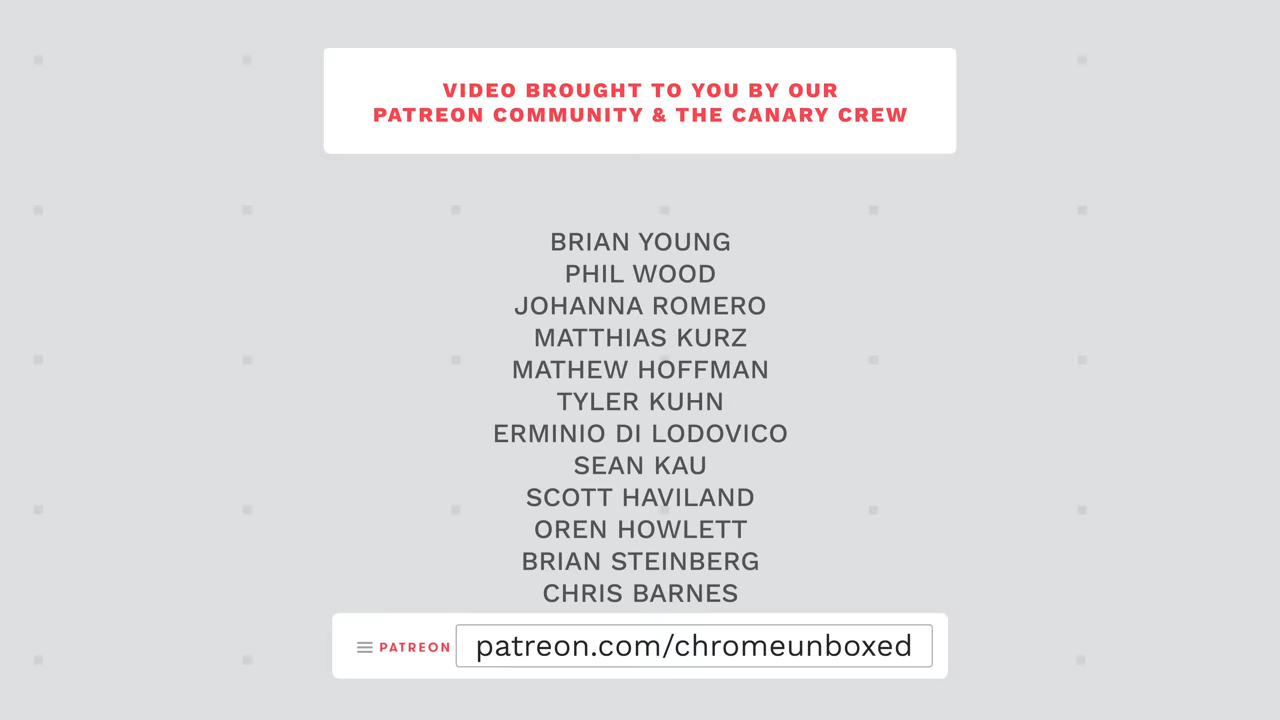 VIDEO BROUGHT TO YOU BY OUR
PATREON COMMUNITY & THE CANARY CREW
BRIAN YOUNG
PHIL WOOD
JOHANNA ROMERO
MATTHIAS KURZ
MATHEW HOFFMAN
TYLER KUHN
ERMINIO DI LODOVICO
SEAN KAU
SCOTT HAVILAND
OREN HOWLETT
BRIAN STEINBERG
CHRIS BARNES
PATREON patreon.com/chromeunboxed